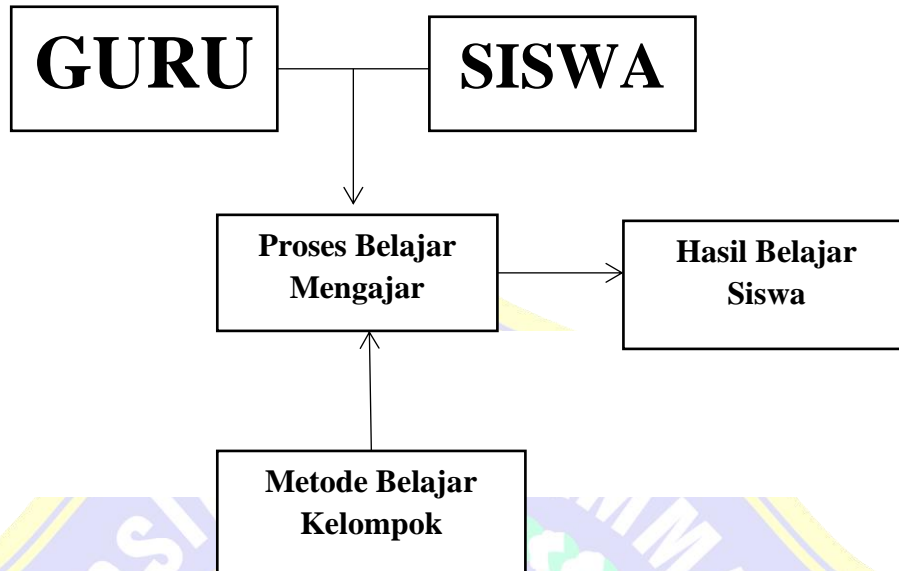 GURU
SISWA
Proses Belajar
Mengajar
Hasil Belajar
Siswa
Metode Belajar
Kelompok